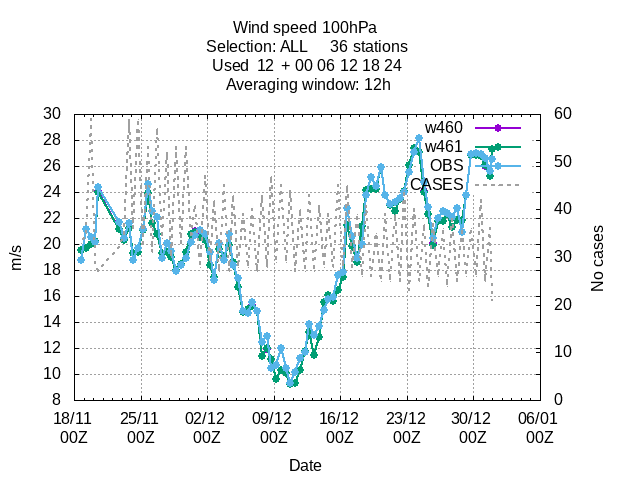 Wind speed 100hPa
Selection: ALL     36 stations
Used  12  + 00 06 12 18 24
Averaging window: 12h
30
28
26
24
22
20
18
16
14
12
10
8
m/s
60
50
40
30
20
10
0
No cases
w460
w461
OBS
CASES
18/11 25/11 02/12 09/12 16/12 23/12 30/12 06/01
00Z 00Z 00Z 00Z 00Z 00Z 00Z 00Z
Date